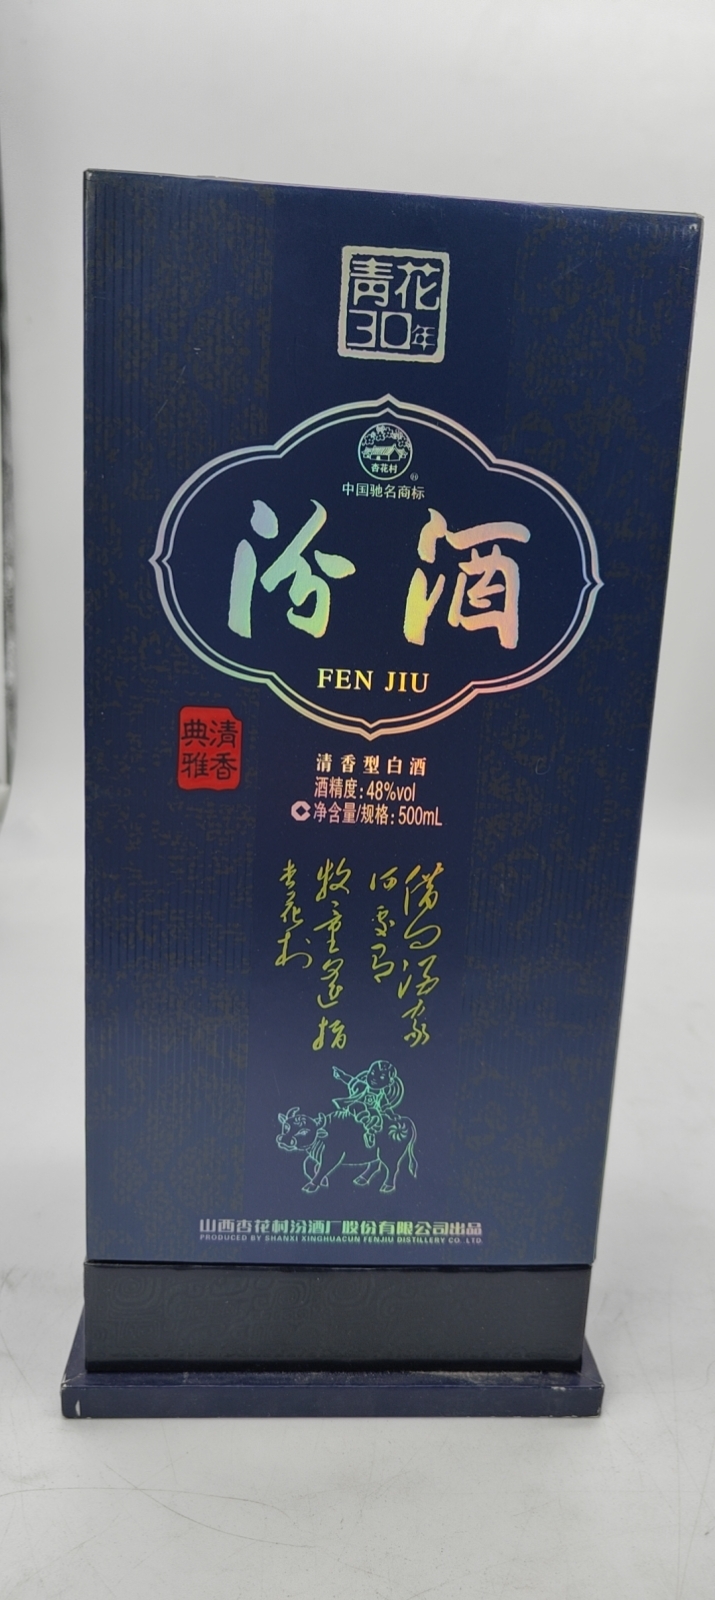 青花
30年
杏花村
®
中国驰名商标
汾酒
FEN JIU
清香
典雅
清香型白酒
酒精度:48%vol
净含量/规格:500mL
借问酒家
何处有
牧童遥指
杏花村
山西杏花村汾酒厂股份有限公司出品
PRODUCED BY SHANXI XINGHUACUN FENJIU DISTILLERY CO. LTD.